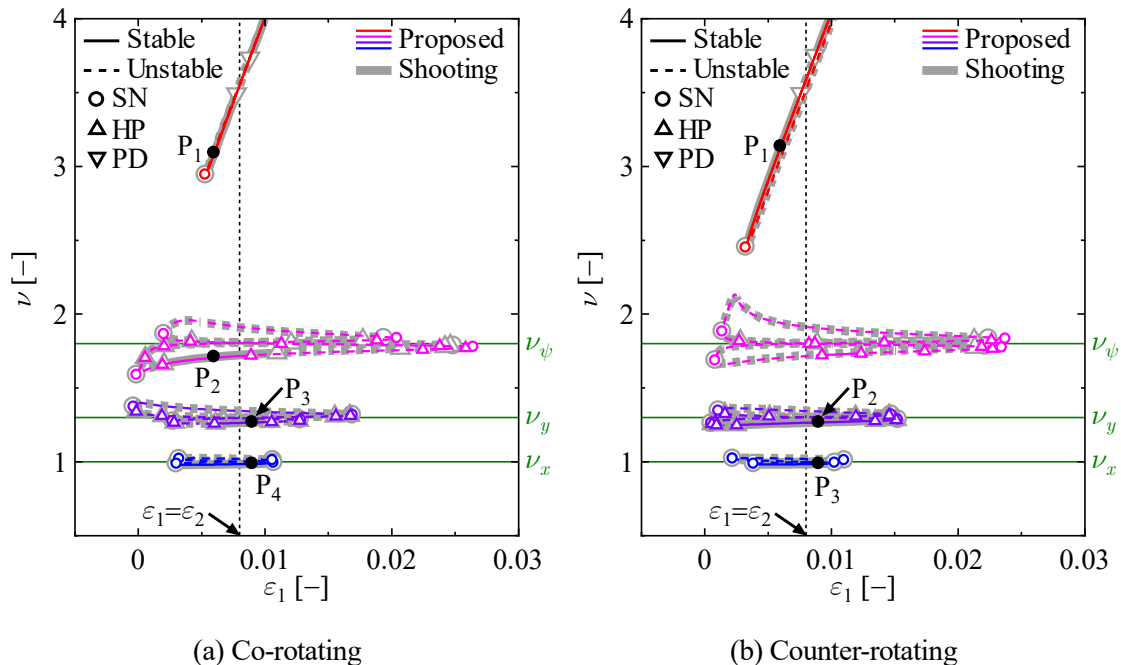 4
3
2
1
ν [−]
Stable
Unstable
SN
HP
PD
Proposed
Shooting
P1
P2
P3
P4
νψ
νy
νx
ε1=ε2
0 0.01 0.02 0.03
ε1 [−]
(a) Co-rotating
4
3
2
1
ν [−]
Stable
Unstable
SN
HP
PD
Proposed
Shooting
P1
P2
P3
νψ
νy
νx
ε1=ε2
0 0.01 0.02 0.03
ε1 [−]
(b) Counter-rotating